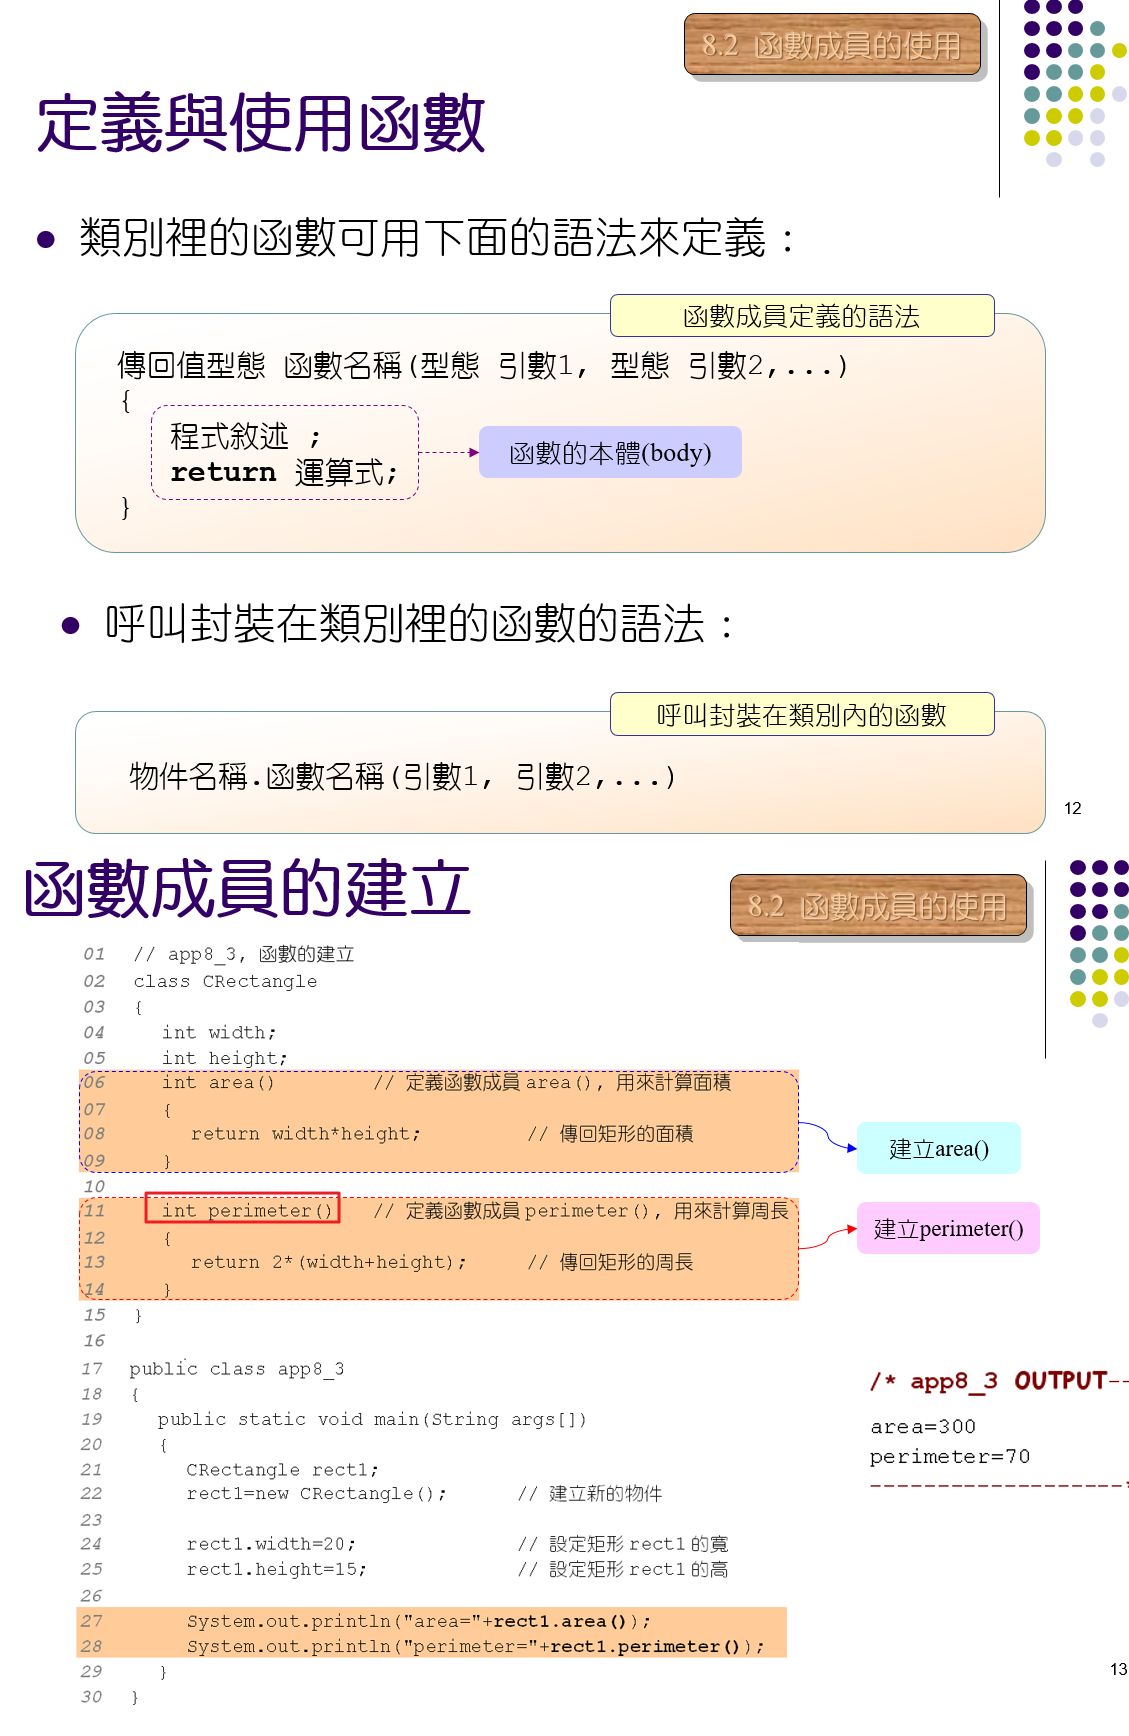 8.2 函數成員的使用
定義與使用函數
類別裡的函數可用下面的語法來定義：
函數成員定義的語法
傳回值型態 函數名稱(型態 引數1, 型態 引數2,...)
{
程式敘述 ;
return 運算式;
函數的本體(body)
}
呼叫封裝在類別裡的函數的語法：
呼叫封裝在類別內的函數
物件名稱.函數名稱(引數1, 引數2,...)
12
函數成員的建立
8.2 函數成員的使用
01 // app8_3, 函數的建立
02 class CRectangle
03 {
04 int width;
05 int height;
06 int area() // 定義函數成員 area(), 用來計算面積
07 {
08 return width*height; // 傳回矩形的面積
09 }
建立area()
10
11 int perimeter() // 定義函數成員 perimeter(), 用來計算周長
12 {
13 return 2*(width+height); // 傳回矩形的周長
14 }
建立perimeter()
15 }
16
17 public class app8_3
18 {
19 public static void main(String args[])
20 {
21 CRectangle rect1;
22 rect1=new CRectangle(); // 建立新的物件
23
24 rect1.width=20; // 設定矩形 rect1 的寬
25 rect1.height=15; // 設定矩形 rect1 的高
26
27 System.out.println("area="+rect1.area());
28 System.out.println("perimeter="+rect1.perimeter());
29 }
30 }
/* app8_3 OUTPUT--
area=300
perimeter=70
------------------*
13